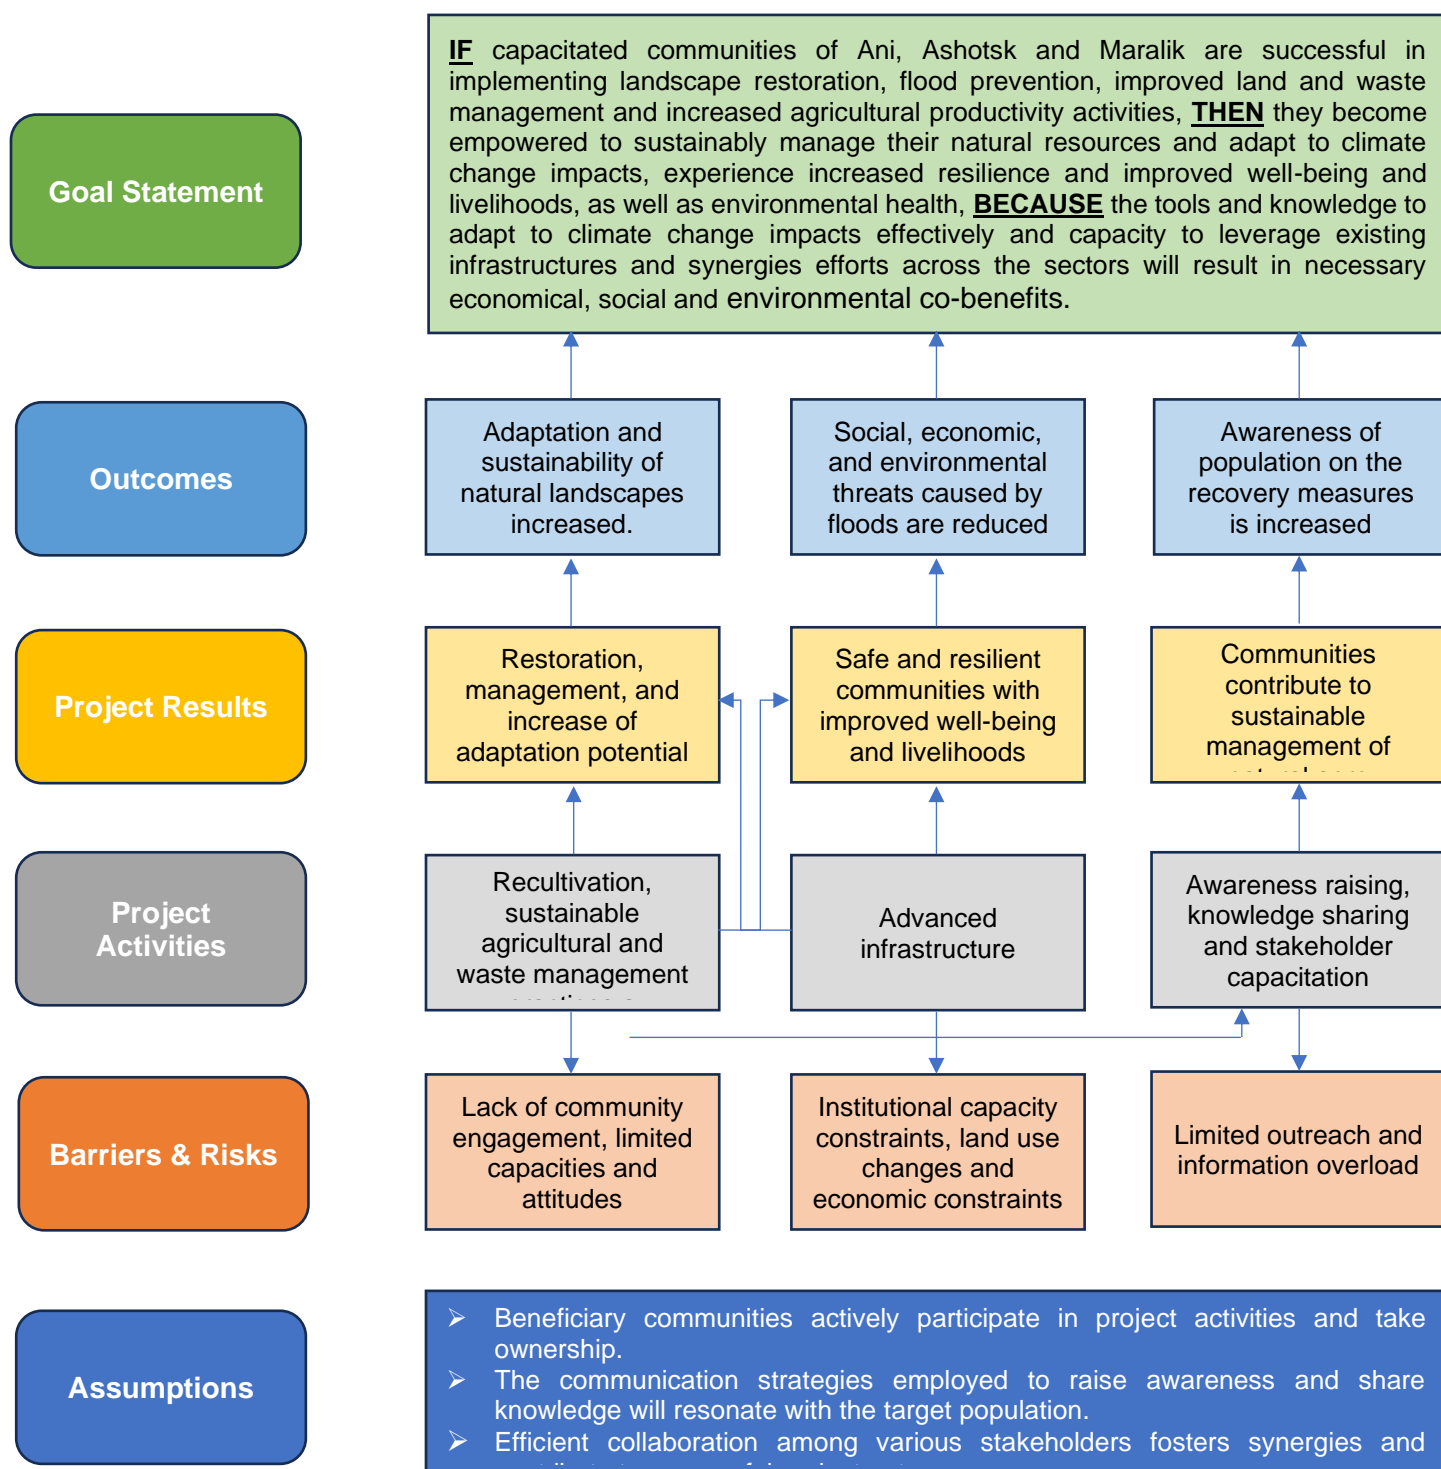 Goal Statement
IF capacitated communities of Ani, Ashotsk and Maralik are successful in
implementing landscape restoration, flood prevention, improved land and waste
management and increased agricultural productivity activities, THEN they become
empowered to sustainably manage their natural resources and adapt to climate
change impacts, experience increased resilience and improved well-being and
livelihoods, as well as environmental health, BECAUSE the tools and knowledge to
adapt to climate change impacts effectively and capacity to leverage existing
infrastructures and synergies efforts across the sectors will result in necessary
economical, social and environmental co-benefits.
Outcomes
Adaptation and
sustainability of
natural landscapes
increased.
Social, economic,
and environmental
threats caused by
floods are reduced
Awareness of
population on the
recovery measures
is increased
Project Results
Restoration,
management, and
increase of
adaptation potential
Safe and resilient
communities with
improved well-being
and livelihoods
Communities
contribute to
sustainable
management of
Project
Activities
Recultivation,
sustainable
agricultural and
waste management
Advanced
infrastructure
Awareness raising,
knowledge sharing
and stakeholder
capacitation
Barriers & Risks
Lack of community
engagement, limited
capacities and
attitudes
Institutional capacity
constraints, land use
changes and
economic constraints
Limited outreach and
information overload
Assumptions
➢ Beneficiary communities actively participate in project activities and take
ownership.
➢ The communication strategies employed to raise awareness and share
knowledge will resonate with the target population.
➢ Efficient collaboration among various stakeholders fosters synergies and